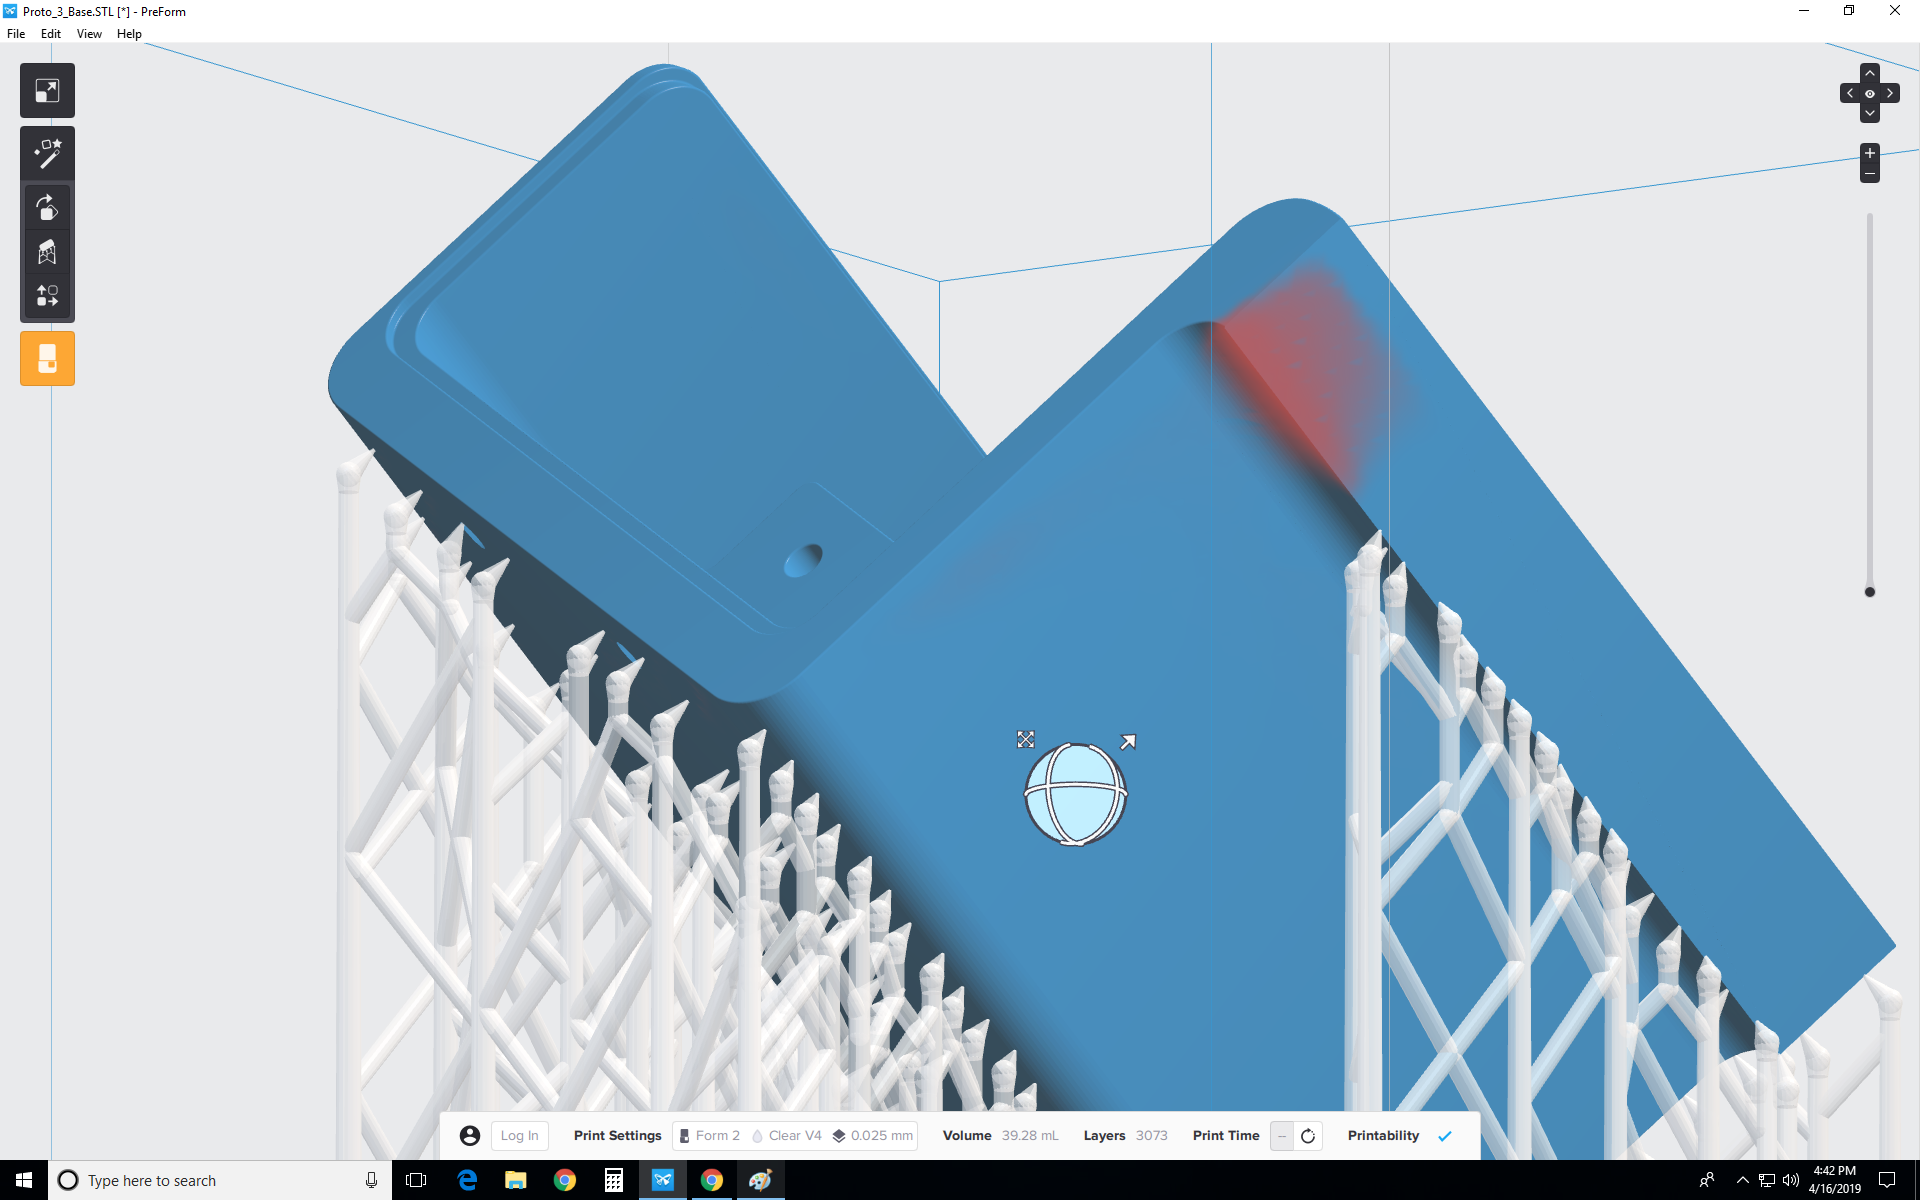 Proto_3_Base.STL [*] - PreForm
File Edit View Help
Log In Print Settings Form 2 Clear V4 0.025 mm Volume 39.28 mL Layers 3073 Print Time -- Printability
Type here to search
4:42 PM
4/16/2019